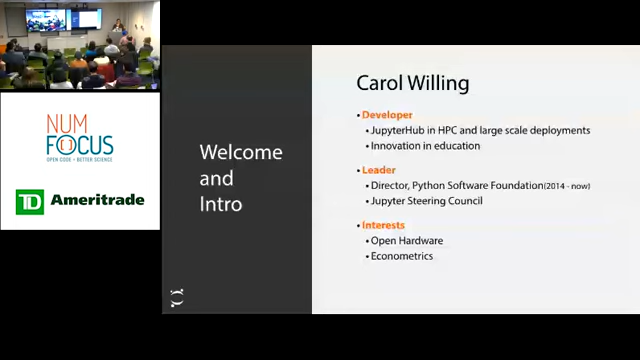 NUM
FOCUS
OPEN CODE = BETTER SCIENCE
TD Ameritrade
Welcome
and
Intro
Carol Willing
• Developer
• JupyterHub in HPC and large scale deployments
• Innovation in education
• Leader
• Director, Python Software Foundation(2014 - now)
• Jupyter Steering Council
• Interests
• Open Hardware
• Econometrics